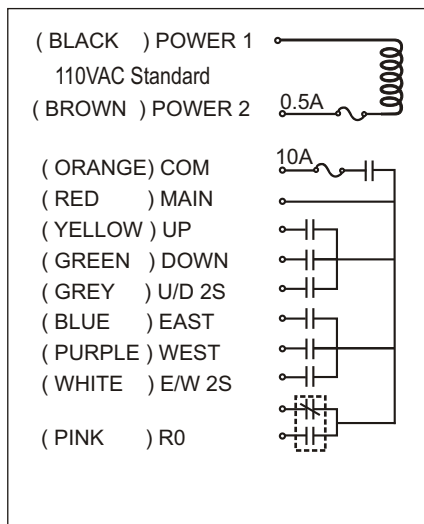 ( BLACK ) POWER 1
110VAC Standard
( BROWN ) POWER 2 0.5A
( ORANGE) COM 10A
( RED ) MAIN
( YELLOW ) UP
( GREEN ) DOWN
( GREY ) U/D 2S
( BLUE ) EAST
( PURPLE ) WEST
( WHITE ) E/W 2S
( PINK ) R0